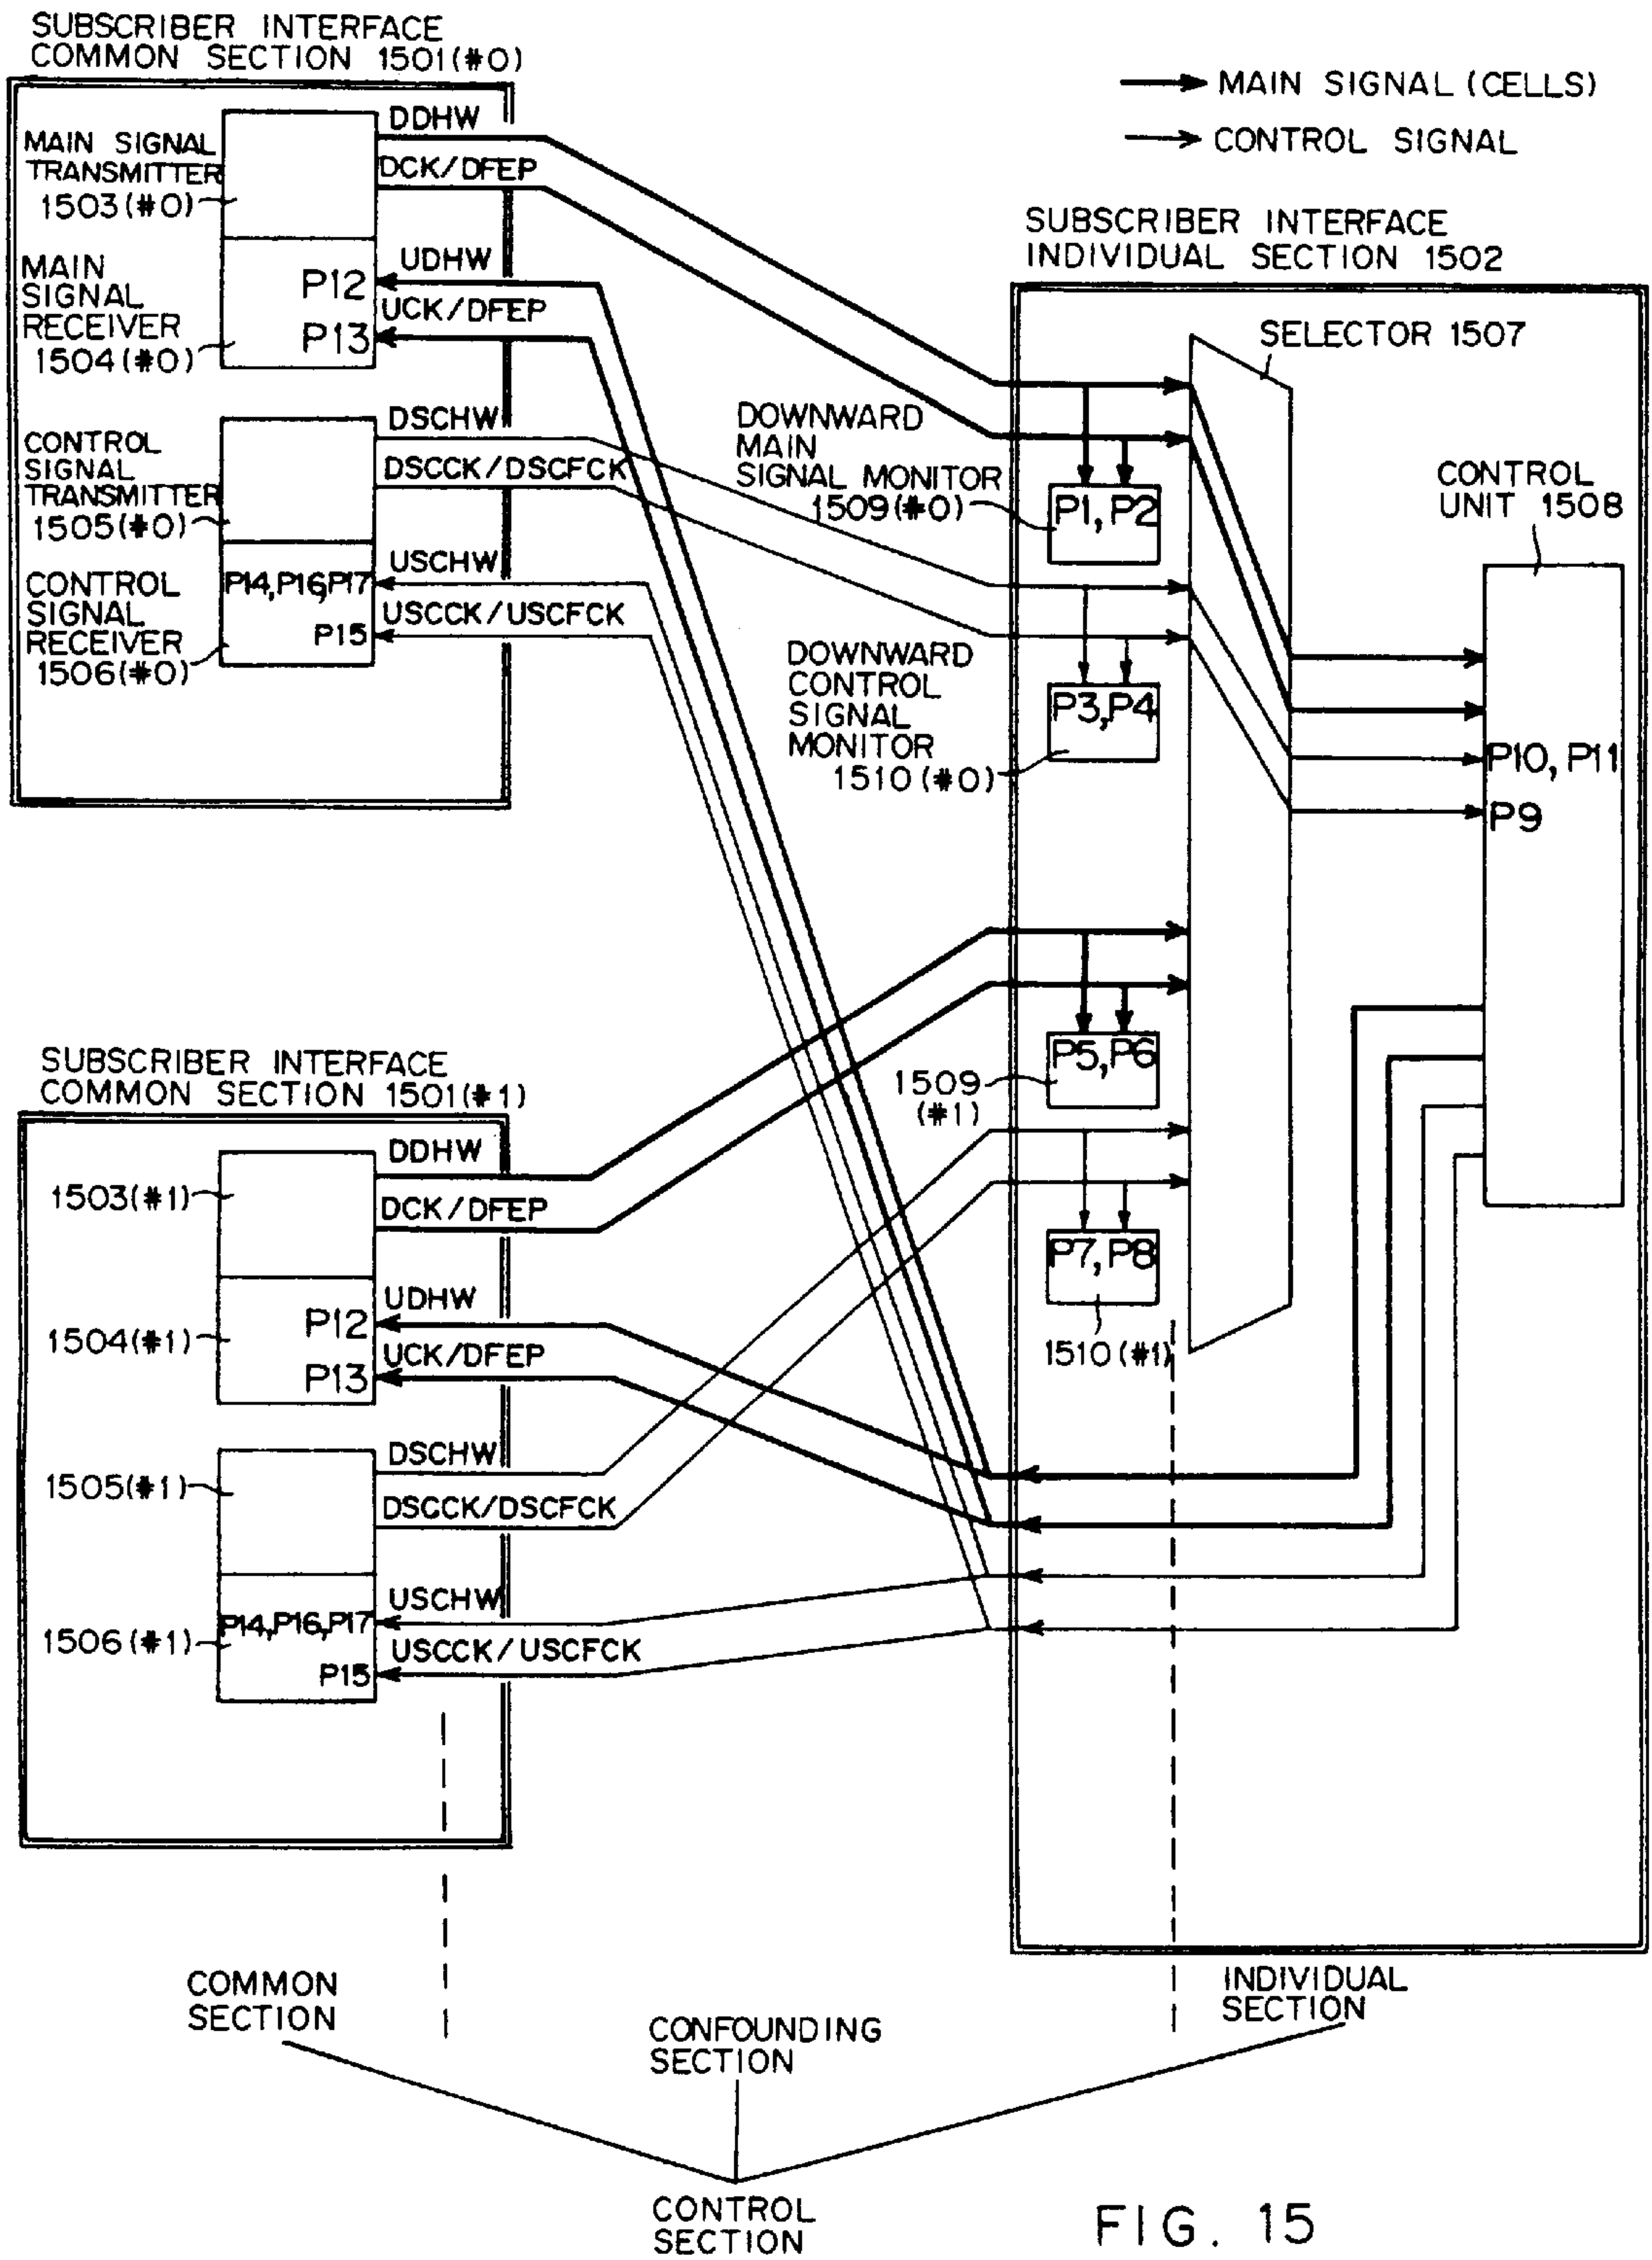 SUBSCRIBER INTERFACE
COMMON SECTION 1501(#0)
MAIN SIGNAL (CELLS)
CONTROL SIGNAL
DDHW
MAIN SIGNAL
TRANSMITTER
1503(#0)
DCK/DFEP
UDHW
MAIN
SIGNAL
RECEIVER
1504(#0)
P12
UCK/DFEP
P13
DSCHW
CONTROL
SIGNAL
TRANSMITTER
1505(#0)
DSCCK/DSCFCK
USCHW
CONTROL
SIGNAL
RECEIVER
1506(#0)
P14,P16,P17
USCCK/USCFCK
P15
SUBSCRIBER INTERFACE
INDIVIDUAL SECTION 1502
SELECTOR 1507
DOWNWARD
MAIN
SIGNAL MONITOR
1509(#0)
P1, P2
CONTROL
UNIT 1508
DOWNWARD
CONTROL
SIGNAL
MONITOR
1510(#0)
P3,P4
P10, P11
P9
P5,P6
1509
(#1)
P7,P8
1510(#1)
SUBSCRIBER INTERFACE
COMMON SECTION 1501(#1)
DDHW
1503(#1)
DCK/DFEP
UDHW
1504(#1)
P12
UCK/DFEP
P13
DSCHW
1505(#1)
DSCCK/DSCFCK
USCHW
P14,P16,P17
1506(#1)
USCCK/USCFCK
P15
COMMON
SECTION
CONFOUNDING
SECTION
INDIVIDUAL
SECTION
CONTROL
SECTION
FIG. 15